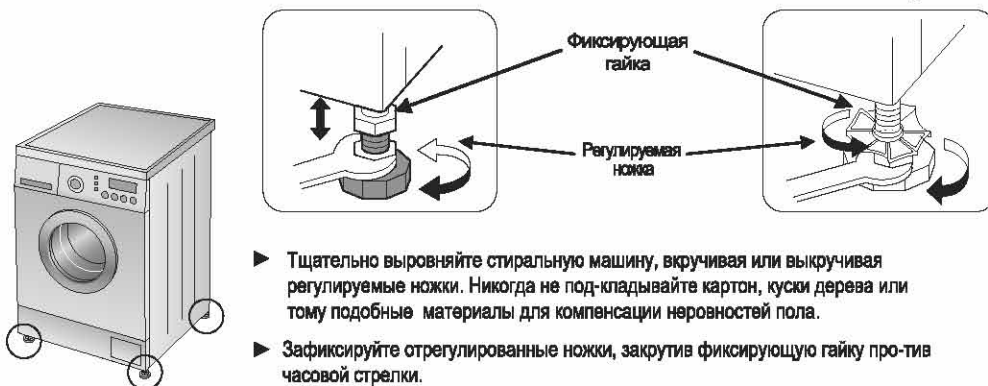 Фиксирующая
гайка
Регулируемая
ножка
► Тщательно выровняйте стиральную машину, вкручивая или выкручивая
регулируемые ножки. Никогда не под-кладывайте картон, куски дерева или
тому подобные материалы для компенсации неровностей пола.
► Зафиксируйте отрегулированные ножки, закрутив фиксирующую гайку про-тив
часовой стрелки.